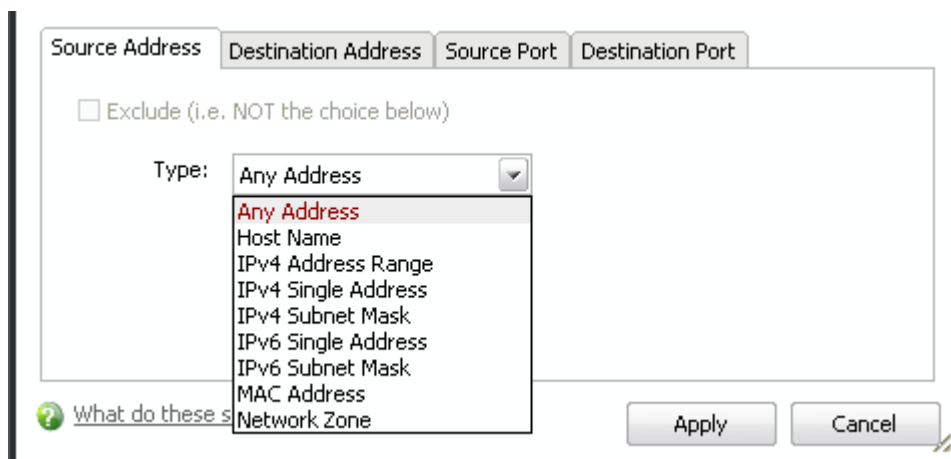 Source Address Destination Address Source Port Destination Port
Exclude (i.e. NOT the choice below)
Type: Any Address
Any Address
Host Name
IPv4 Address Range
IPv4 Single Address
IPv4 Subnet Mask
IPv6 Single Address
IPv6 Subnet Mask
MAC Address
Network Zone
What do these s
Apply Cancel